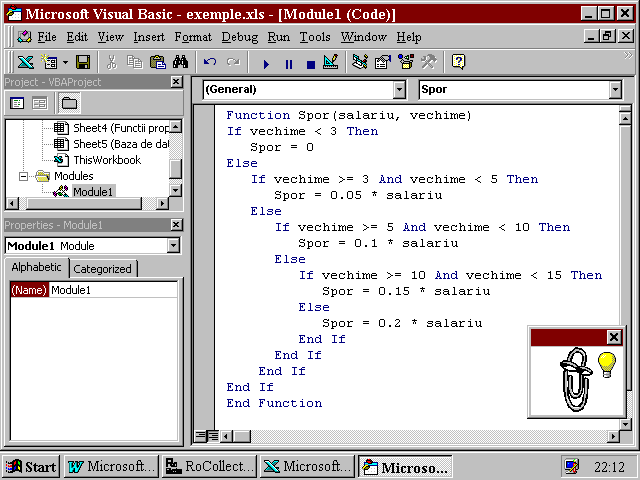 Microsoft Visual Basic - exemple.xls - [Module1 (Code)]
File Edit View Insert Format Debug Run Tools Window Help
Project - VBAProject
Sheet4 (Functii prop
Sheet5 (Baza de dat
ThisWorkbook
Modules
Module1
Properties - Module1
Module1 Module
Alphabetic Categorized
(Name) Module1
(General) Spor
Function Spor(salariu, vechime)
If vechime < 3 Then
Spor = 0
Else
If vechime >= 3 And vechime < 5 Then
Spor = 0.05 * salariu
Else
If vechime >= 5 And vechime < 10 Then
Spor = 0.1 * salariu
Else
If vechime >= 10 And vechime < 15 Then
Spor = 0.15 * salariu
Else
Spor = 0.2 * salariu
End If
End If
End If
End If
End Function
Start Microsoft... RoCollect... Microsoft... Microso... 22:12